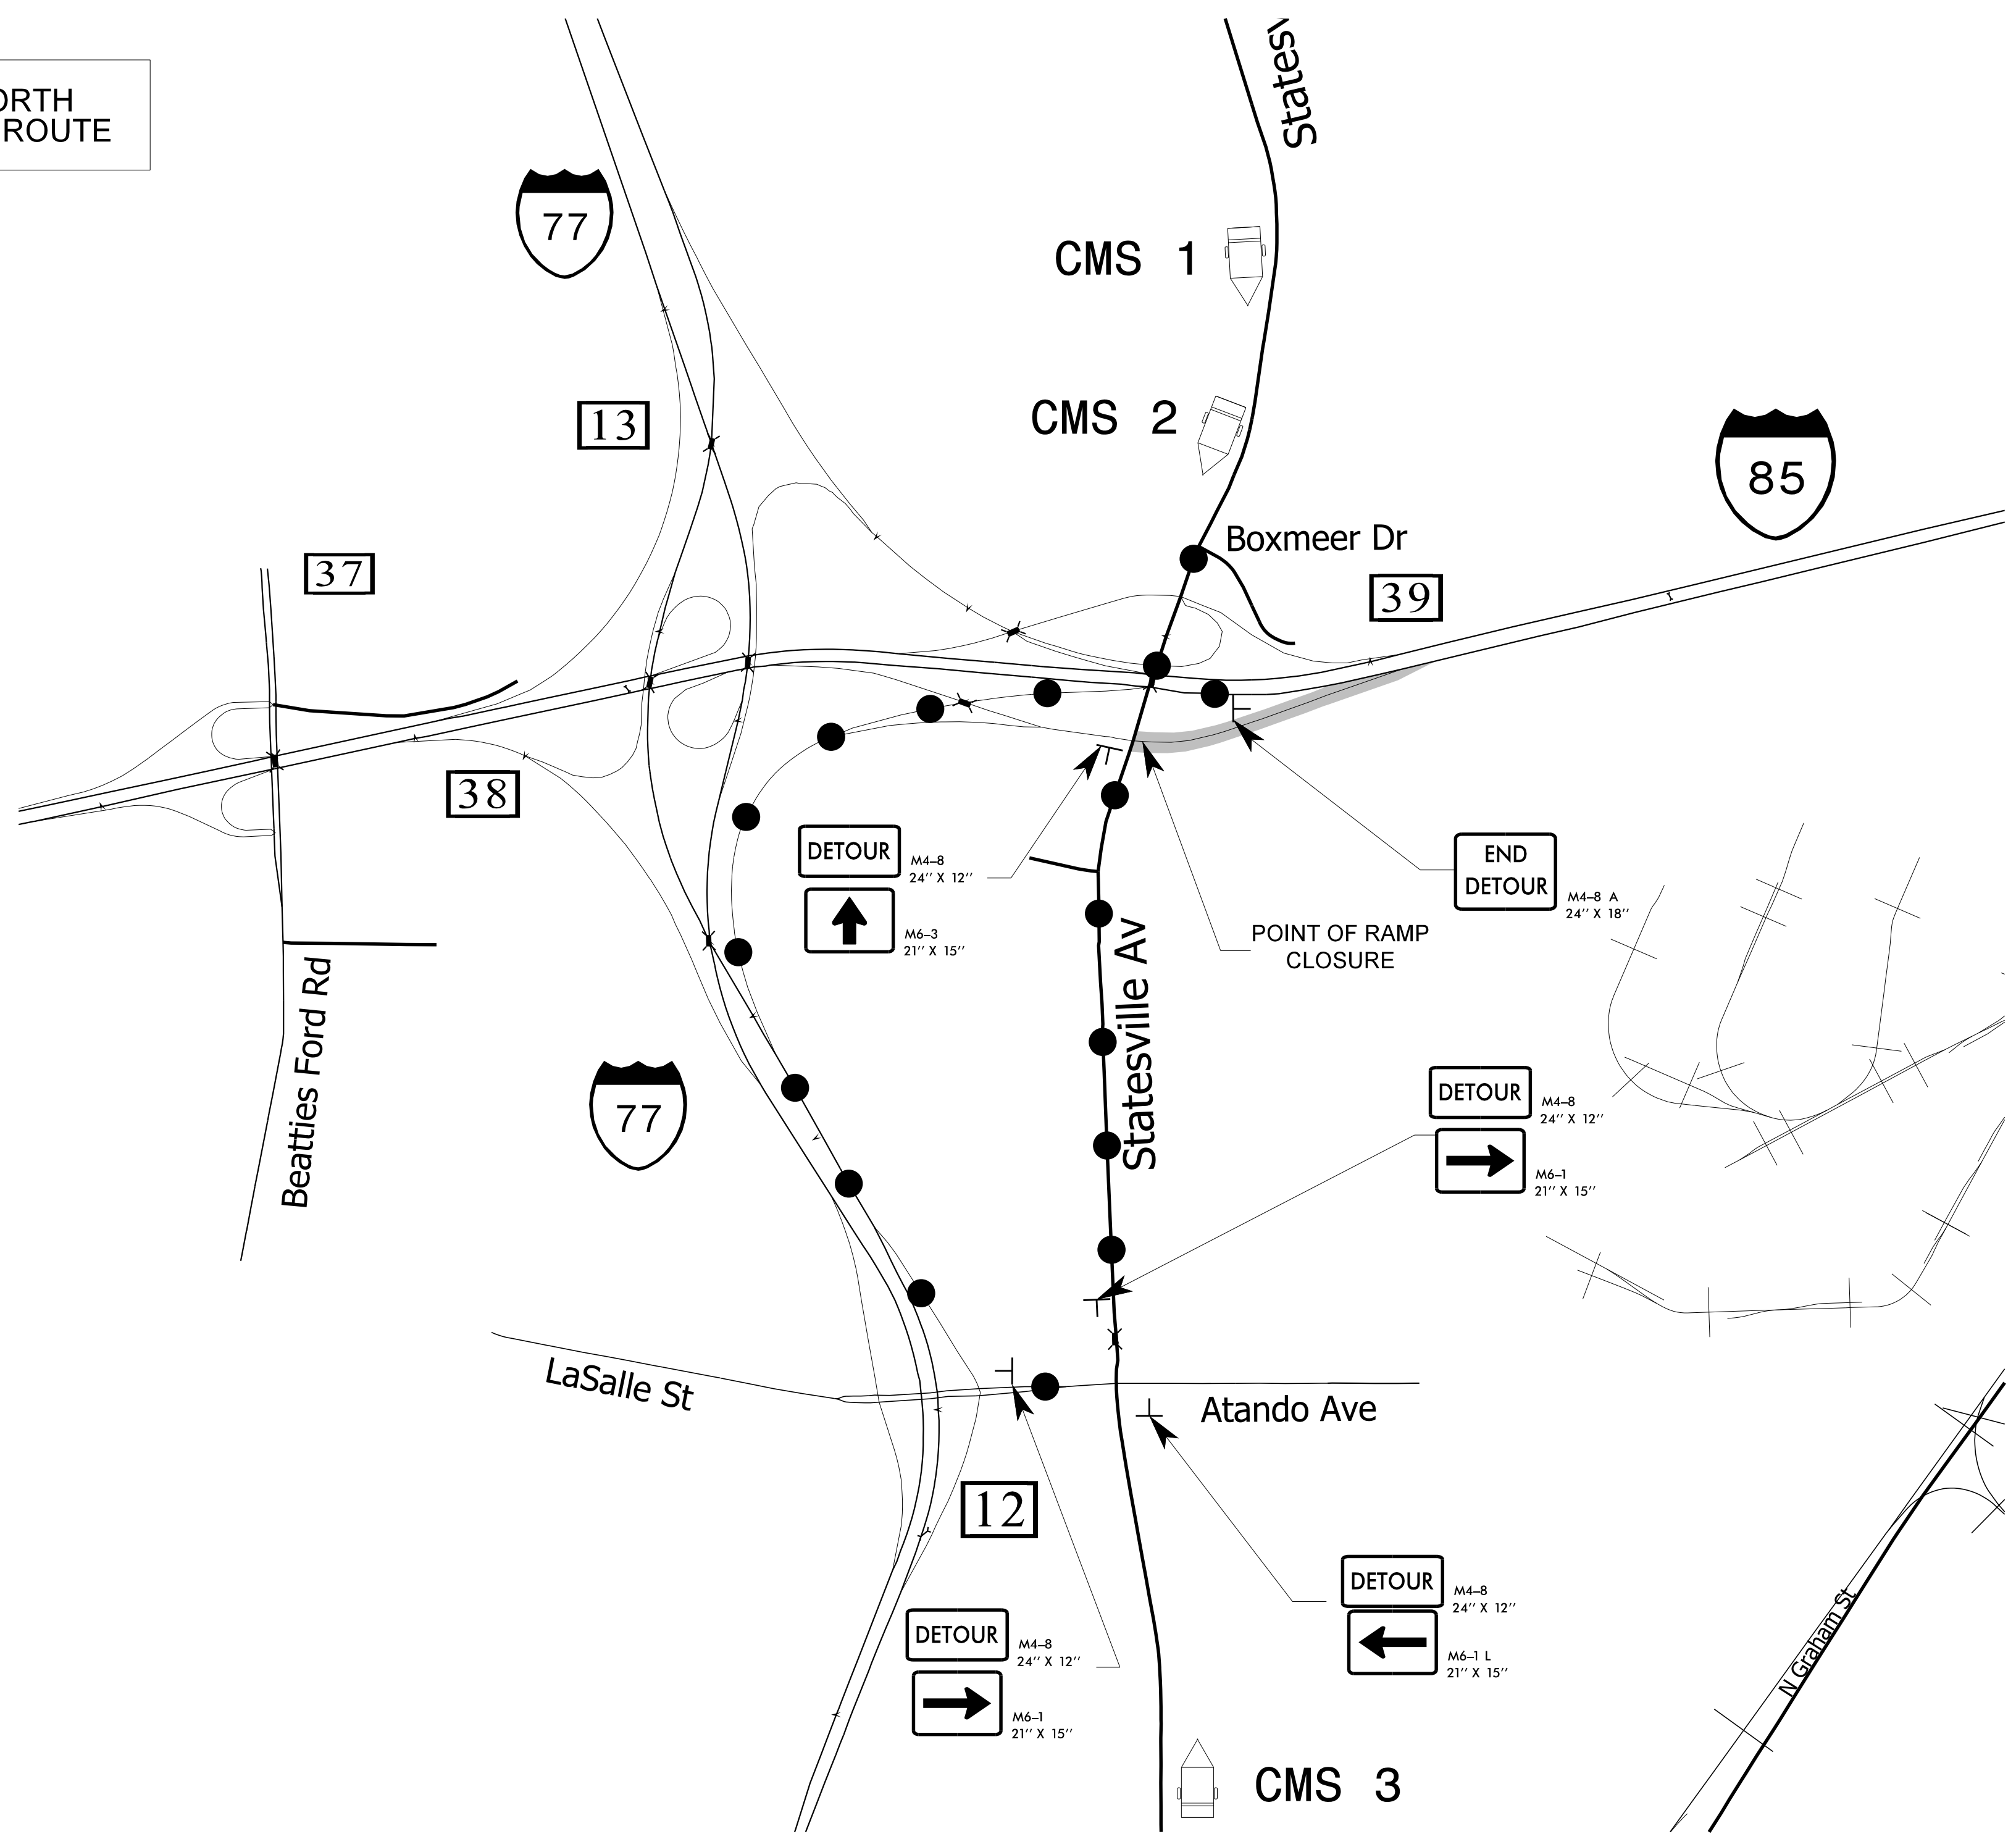 ORTH
ROUTE
Statesv
77
CMS 1
CMS 2
13
85
Boxmeer Dr
37
39
38
DETOUR
M4-8
24'' X 12''
M6-3
21'' X 15''
END
DETOUR
M4-8 A
24'' X 18''
POINT OF RAMP
CLOSURE
Statesville Av
Beatties Ford Rd
77
DETOUR
M4-8
24'' X 12''
M6-1
21'' X 15''
LaSalle St
Atando Ave
12
DETOUR
M4-8
24'' X 12''
M6-1 L
21'' X 15''
DETOUR
M4-8
24'' X 12''
M6-1
21'' X 15''
N Graham St
CMS 3